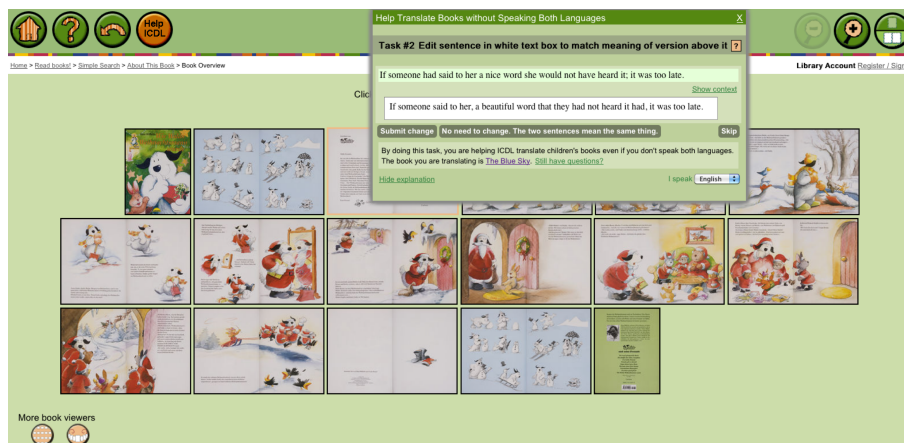 Help
ICDL
Help Translate Books without Speaking Both Languages X
Task #2 Edit sentence in white text box to match meaning of version above it ?
Home > Read books! > Simple Search > About This Book > Book Overview
Library Account Register / Sign
If someone had said to her a nice word she would not have heard it; it was too late.
Show context
Clic
If someone said to her, a beautiful word that they had not heard it had, it was too late.
Submit change No need to change. The two sentences mean the same thing. Skip
By doing this task, you are helping ICDL translate children's books even if you don't speak both languages.
The book you are translating is The Blue Sky. Still have questions?
Hide explanation I speak English
More book viewers